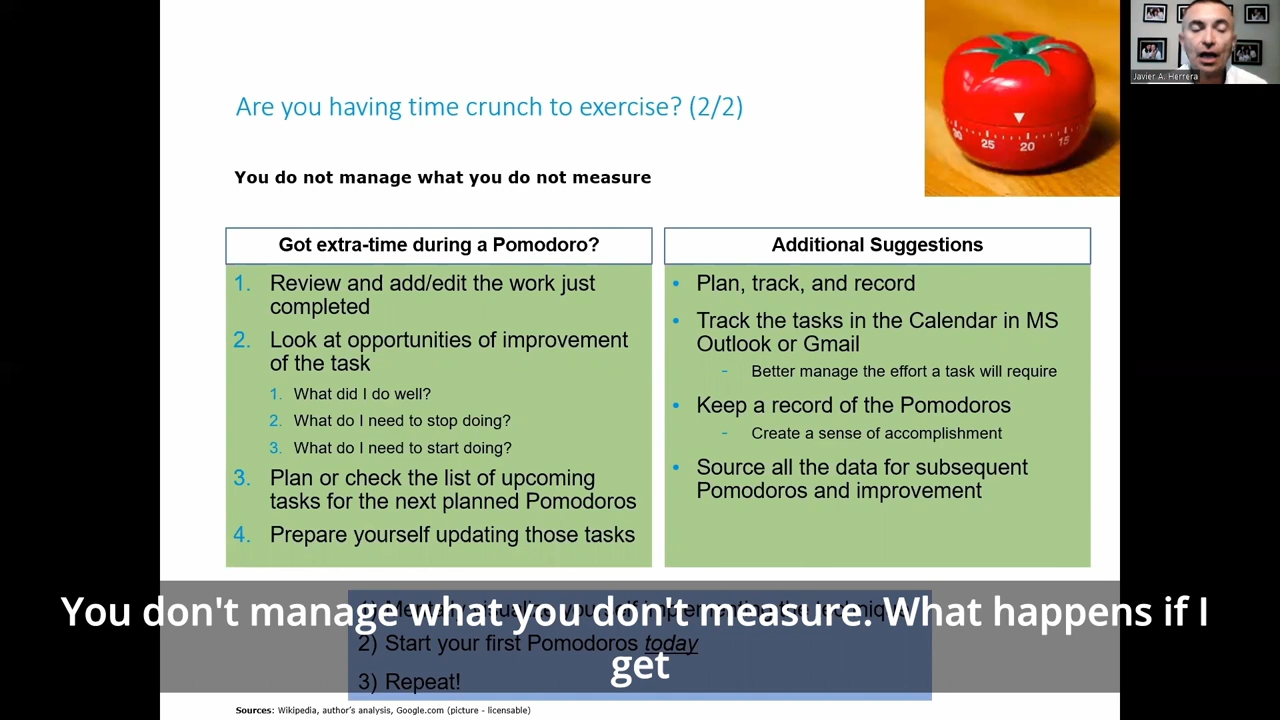 Javier A. Herrera
Are you having time crunch to exercise? (2/2)
30 25 20 15
You do not manage what you do not measure
Got extra-time during a Pomodoro?
1. Review and add/edit the work just
completed
2. Look at opportunities of improvement
of the task
1. What did I do well?
2. What do I need to stop doing?
3. What do I need to start doing?
3. Plan or check the list of upcoming
tasks for the next planned Pomodoros
4. Prepare yourself updating those tasks
Additional Suggestions
• Plan, track, and record
• Track the tasks in the Calendar in MS
Outlook or Gmail
- Better manage the effort a task will require
• Keep a record of the Pomodoros
- Create a sense of accomplishment
• Source all the data for subsequent
Pomodoros and improvement
You don't manage what you don't measure. What happens if I
get
2) Start your first Pomodoros today
3) Repeat!
Sources: Wikipedia, author's analysis, Google.com (picture - licensable)